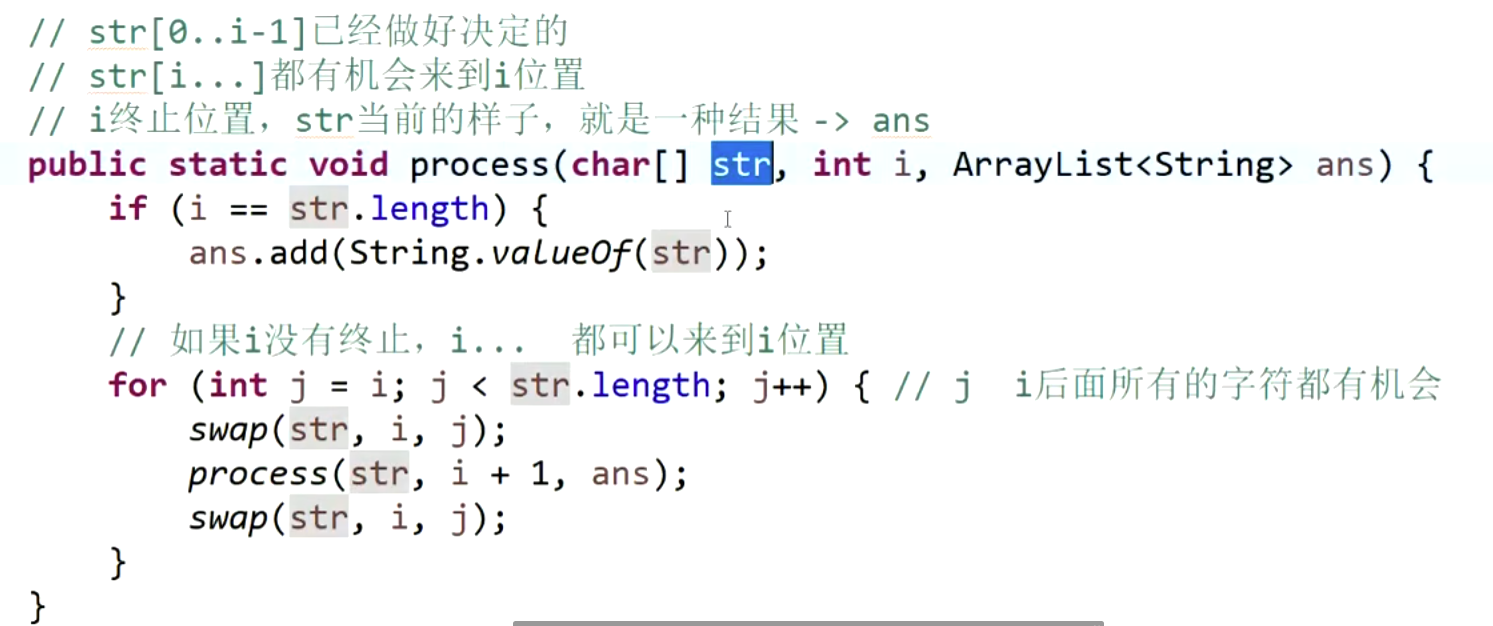 // str[0..i-1]已经做好决定的
// str[i...]都有机会来到i位置
// i终止位置，str当前的样子，就是一种结果 -> ans
public static void process(char[] str, int i, ArrayList<String> ans) {
    if (i == str.length) {
        ans.add(String.valueOf(str));
    }
    // 如果i没有终止，i...  都可以来到i位置
    for (int j = i; j < str.length; j++) { // j  i后面所有的字符都有机会
        swap(str, i, j);
        process(str, i + 1, ans);
        swap(str, i, j);
    }
}